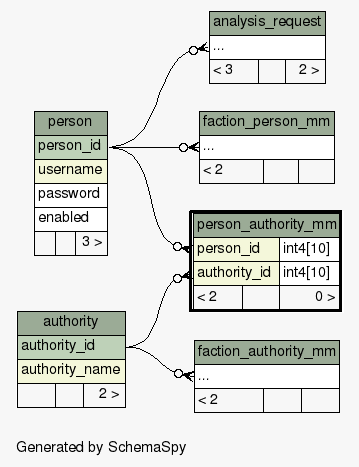 analysis_request
...
< 3 2 >
person
person_id
username
password
enabled
3 >
faction_person_mm
...
< 2
person_authority_mm
person_id int4[10]
authority_id int4[10]
< 2 0 >
authority
authority_id
authority_name
2 >
faction_authority_mm
...
< 2
Generated by SchemaSpy